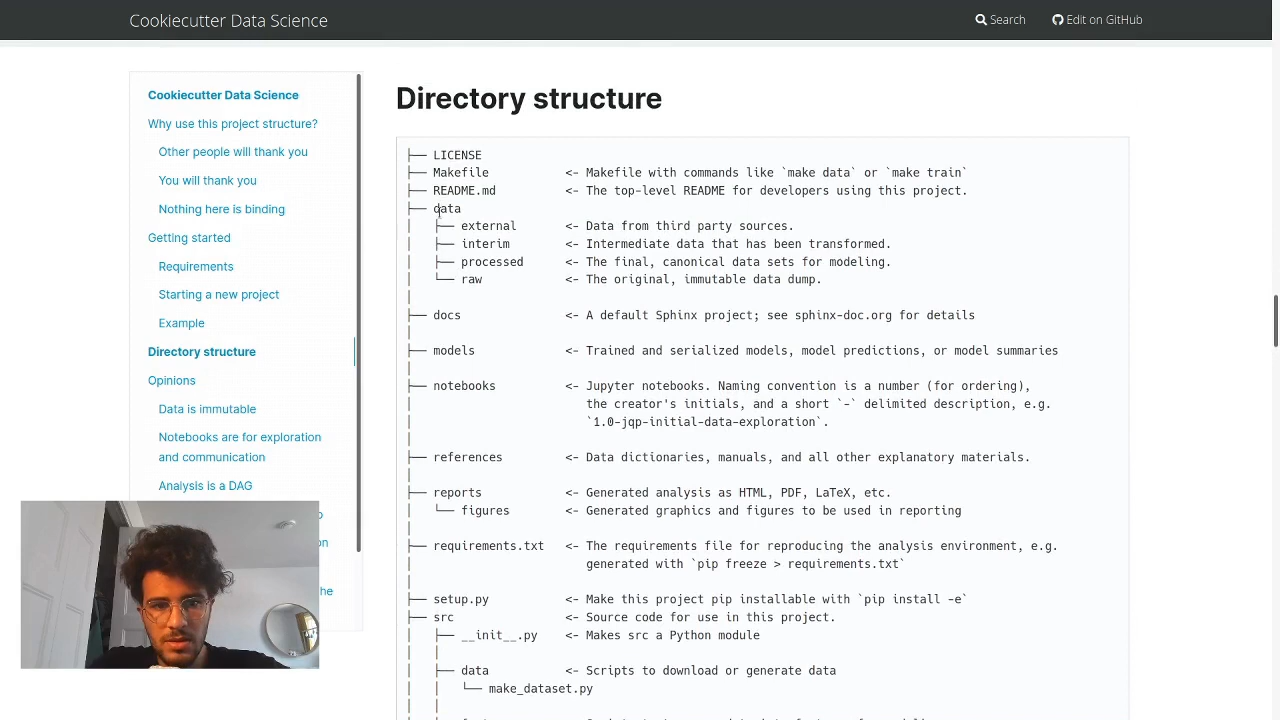 Cookiecutter Data Science
Search
Edit on GitHub
Cookiecutter Data Science
Why use this project structure?
Other people will thank you
You will thank you
Nothing here is binding
Getting started
Requirements
Starting a new project
Example
Directory structure
Opinions
Data is immutable
Notebooks are for exploration
and communication
Analysis is a DAG
Directory structure
├── LICENSE
├── Makefile <- Makefile with commands like `make data` or `make train`
├── README.md <- The top-level README for developers using this project.
├── data
│ ├── external <- Data from third party sources.
│ ├── interim <- Intermediate data that has been transformed.
│ ├── processed <- The final, canonical data sets for modeling.
│ └── raw <- The original, immutable data dump.
│
├── docs <- A default Sphinx project; see sphinx-doc.org for details
│
├── models <- Trained and serialized models, model predictions, or model summaries
│
├── notebooks <- Jupyter notebooks. Naming convention is a number (for ordering),
│ the creator's initials, and a short `-` delimited description, e.g.
│ `1.0-jqp-initial-data-exploration`.
│
├── references <- Data dictionaries, manuals, and all other explanatory materials.
│
├── reports <- Generated analysis as HTML, PDF, LaTeX, etc.
│ └── figures <- Generated graphics and figures to be used in reporting
│
├── requirements.txt <- The requirements file for reproducing the analysis environment, e.g.
│ generated with `pip freeze > requirements.txt`
│
├── setup.py <- Make this project pip installable with `pip install -e`
├── src <- Source code for use in this project.
│ ├── __init__.py <- Makes src a Python module
│ │
│ ├── data <- Scripts to download or generate data
│ │ └── make_dataset.py
│ │